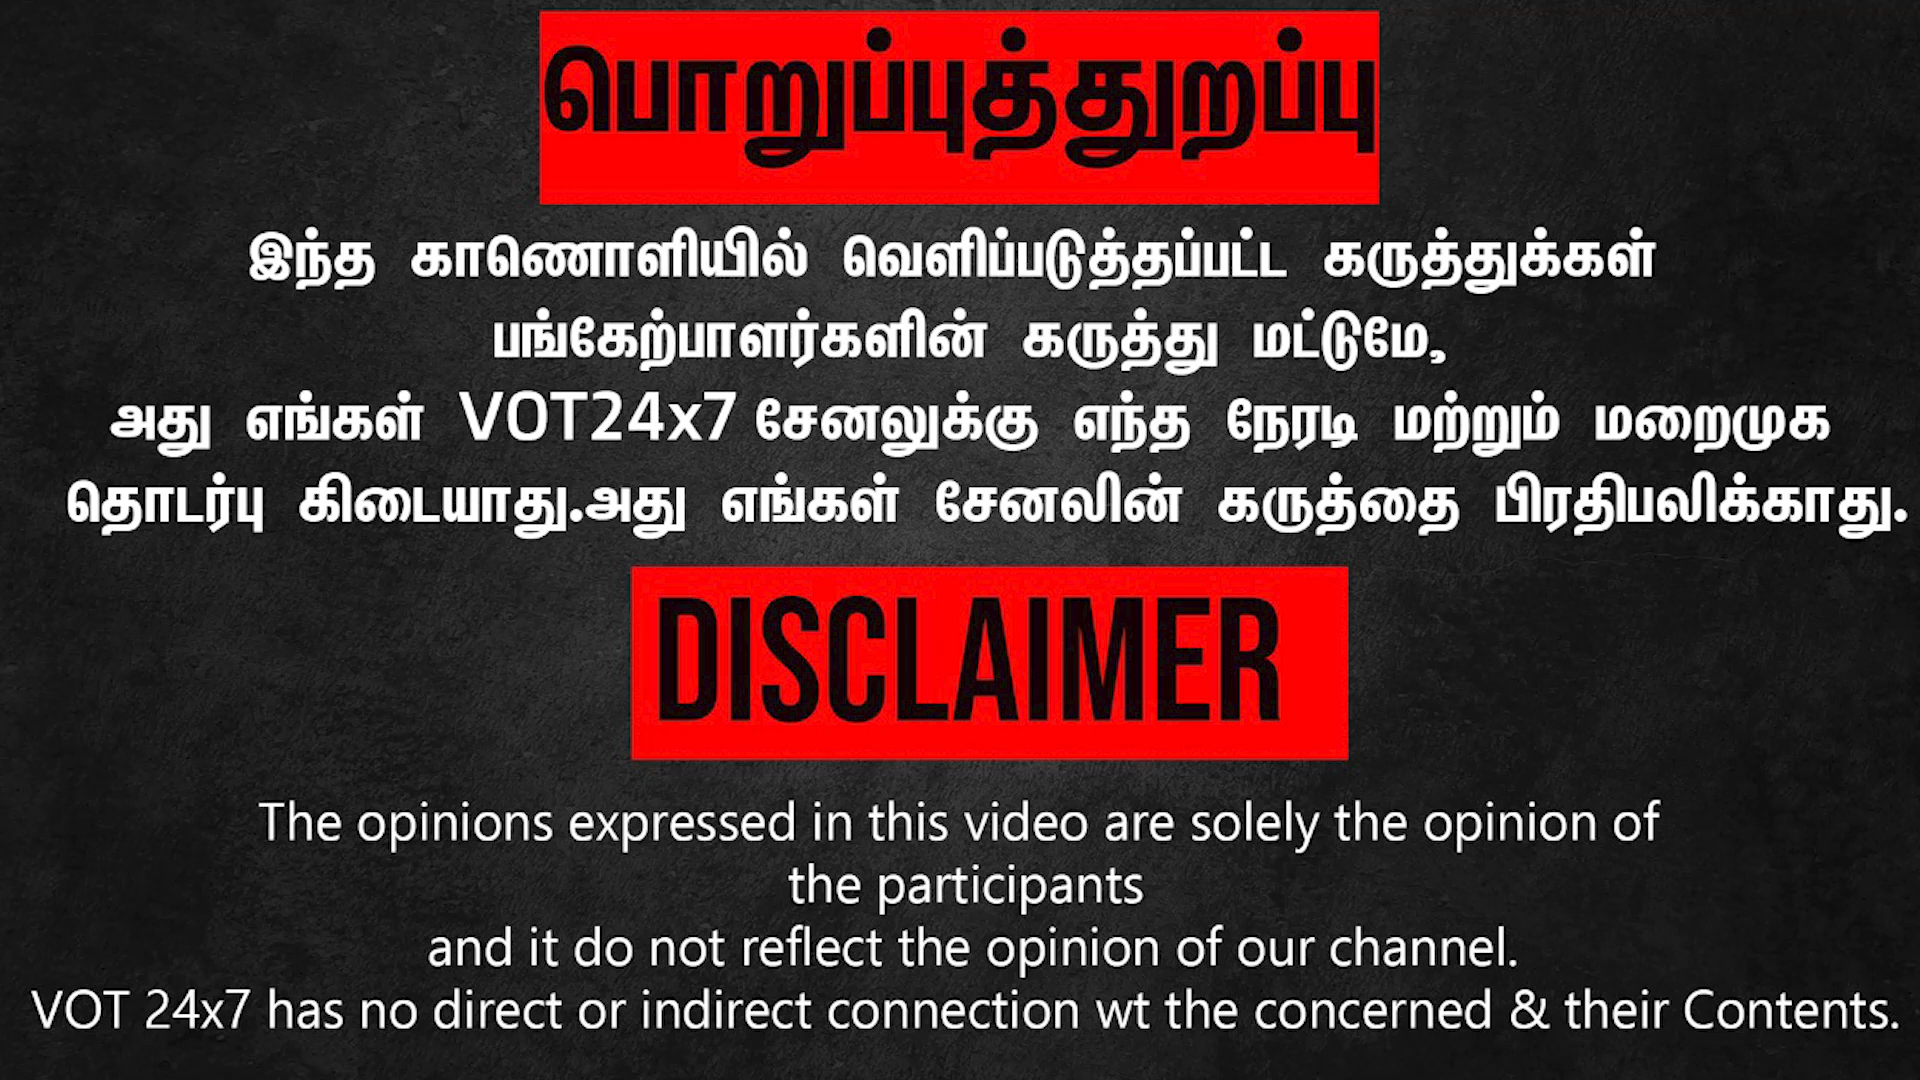 பொறுப்புத்துறப்பு
இந்த காணொளியில் வெளிப்படுத்தப்பட்ட கருத்துக்கள்
பங்கேற்பாளர்களின் கருத்து மட்டுமே,
அது எங்கள் VOT24x7 சேனலுக்கு எந்த நேரடி மற்றும் மறைமுக
தொடர்பு கிடையாது.அது எங்கள் சேனலின் கருத்தை பிரதிபலிக்காது.
DISCLAIMER
The opinions expressed in this video are solely the opinion of
the participants
and it do not reflect the opinion of our channel.
VOT 24x7 has no direct or indirect connection wt the concerned & their Contents.